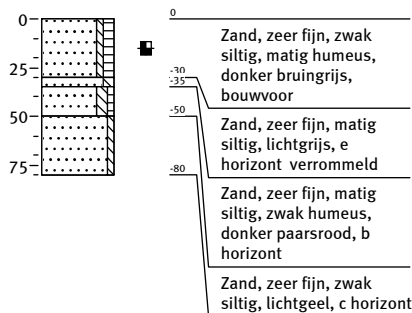 0
25
50
75
0
Zand, zeer fijn, zwak
siltig, matig humeus,
donker bruingrijs,
bouwvoor
-30
-35
Zand, zeer fijn, matig
siltig, lichtgrijs, e
horizont verrommeld
-50
Zand, zeer fijn, matig
siltig, zwak humeus,
donker paarsrood, b
horizont
-80
Zand, zeer fijn, zwak
siltig, lichtgeel, c horizont